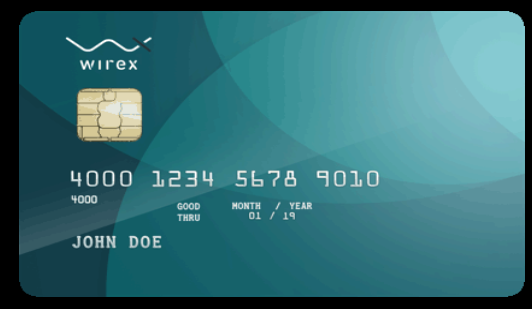 wirex
4000 1234 5678 9010
4000
GOOD THRU MONTH / YEAR
01 / 19
JOHN DOE